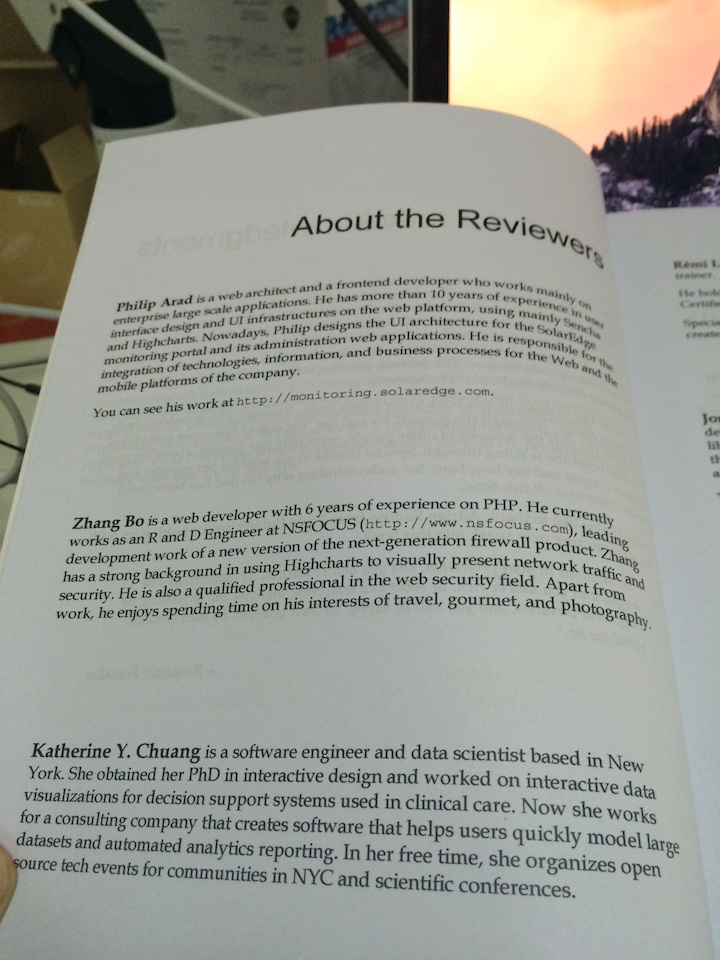 About the Reviewers
Philip Arad is a web architect and a frontend developer who works mainly on
enterprise large scale applications. He has more than 10 years of experience in user
interface design and UI infrastructures on the web platform, using mainly Sencha
and Highcharts. Nowadays, Philip designs the UI architecture for the SolarEdge
monitoring portal and its administration web applications. He is responsible for the
integration of technologies, information, and business processes for the Web and the
mobile platforms of the company.
You can see his work at http://monitoring.solaredge.com.
Zhang Bo is a web developer with 6 years of experience on PHP. He currently
works as an R and D Engineer at NSFOCUS (http://www.nsfocus.com), leading
development work of a new version of the next-generation firewall product. Zhang
has a strong background in using Highcharts to visually present network traffic and
security. He is also a qualified professional in the web security field. Apart from
work, he enjoys spending time on his interests of travel, gourmet, and photography.
Katherine Y. Chuang is a software engineer and data scientist based in New
York. She obtained her PhD in interactive design and worked on interactive data
visualizations for decision support systems used in clinical care. Now she works
for a consulting company that creates software that helps users quickly model large
datasets and automated analytics reporting. In her free time, she organizes open
source tech events for communities in NYC and scientific conferences.
Rémi L
trainer.
He hol
Certifi
Specia
create